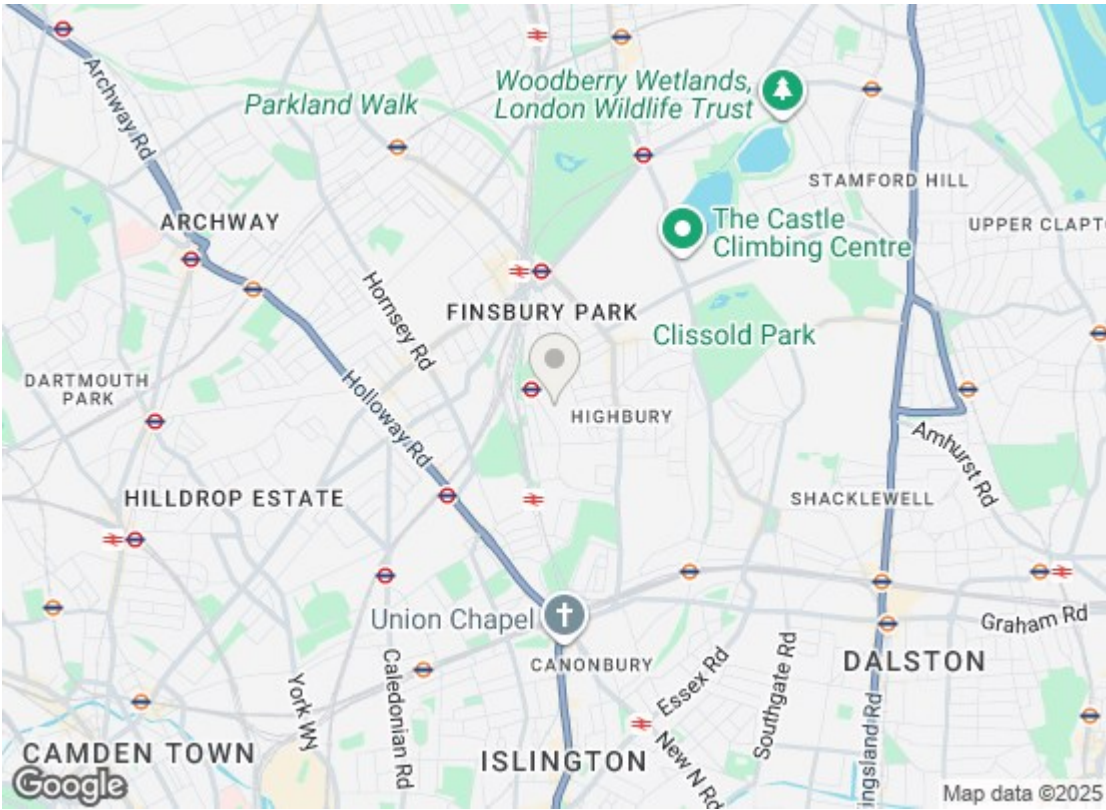 Archway Rd
Parkland Walk
Woodberry Wetlands,
London Wildlife Trust
STAMFORD HILL
ARCHWAY
The Castle
Climbing Centre
UPPER CLAPTO
Hornsey Rd
FINSBURY PARK
Clissold Park
DARTMOUTH
PARK
Holloway Rd
HIGHBURY
Amhurst Rd
HILLDROP ESTATE
SHACKLEWELL
Union Chapel
Graham Rd
CANONBURY
DALSTON
Caledonian Rd
York Wy
Essex Rd
Southgate Rd
CAMDEN TOWN
ISLINGTON
New N Rd
ingsland Rd
Google
Map data ©2025